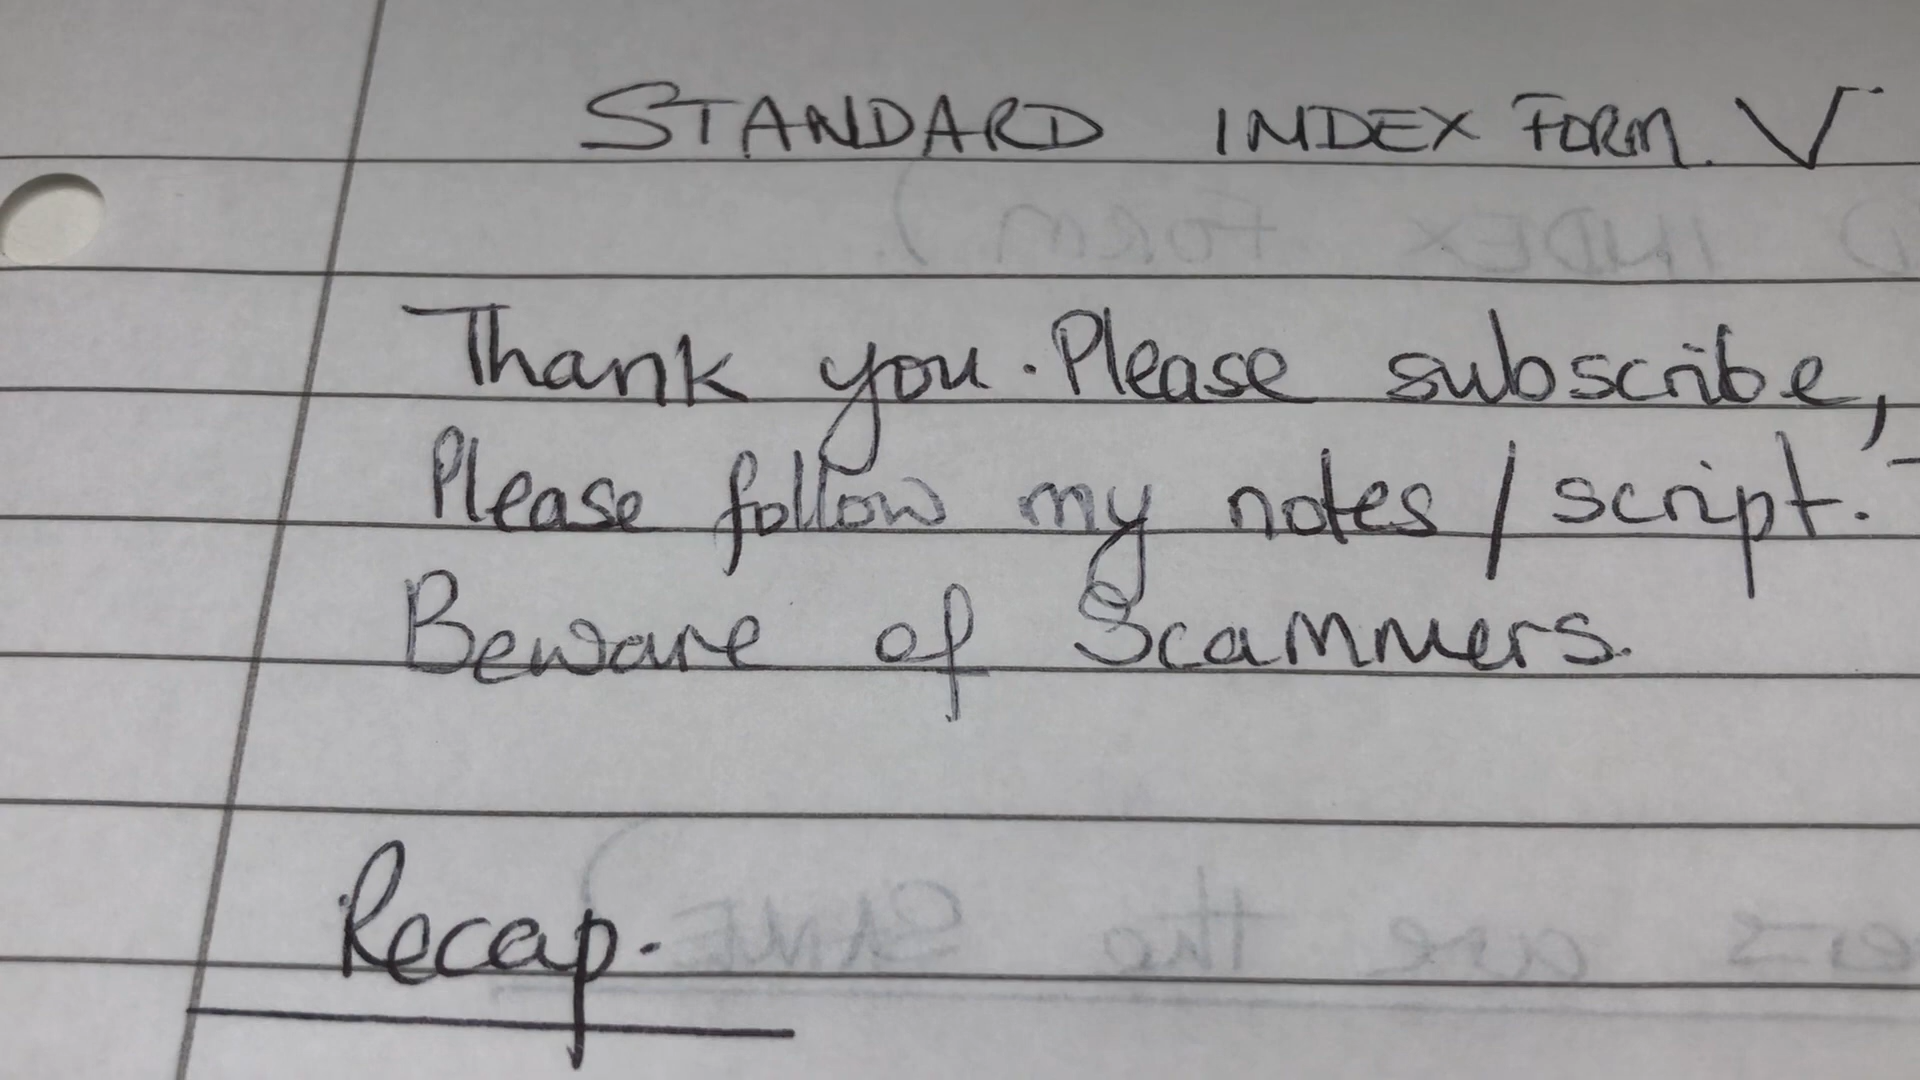 STANDARD INDEX FORM. V
Thank you. Please subscribe,
Please follow my notes / script.
Beware of Scammers.
Recap.